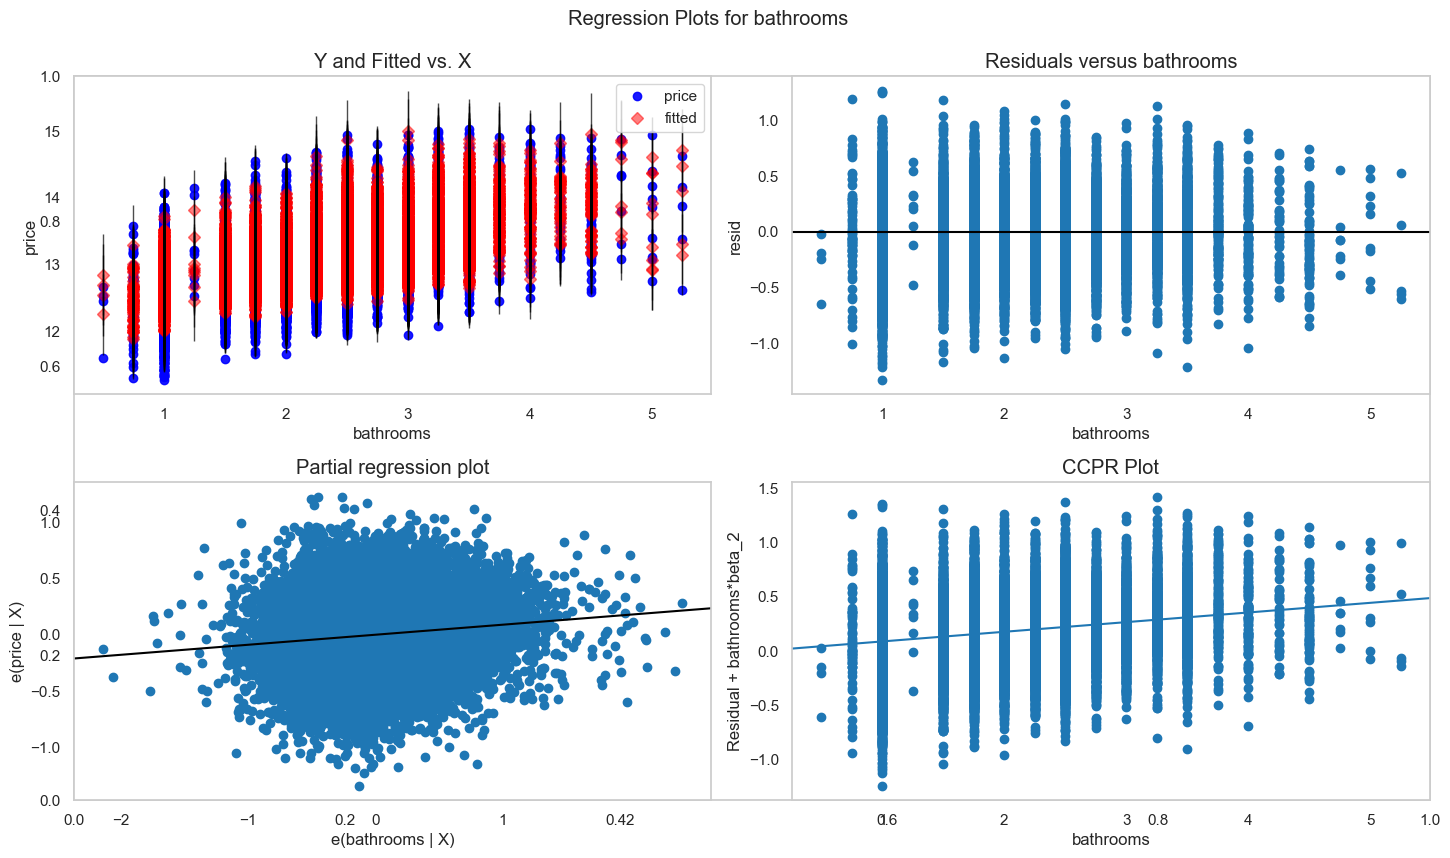 Regression Plots for bathrooms
Y and Fitted vs. X
Residuals versus bathrooms
1.0
15
14
0.8
13
12
0.6
price
price
fitted
1 2 3 4 5
bathrooms
1.0
0.5
0.0
−0.5
−1.0
resid
1 2 3 4 5
bathrooms
Partial regression plot
CCPR Plot
0.4
1.0
0.5
0.0
0.2
−0.5
−1.0
0.0
e(price | X)
0.0 −2 −1 0.2 0 1 0.42
e(bathrooms | X)
1.5
1.0
0.5
0.0
−0.5
−1.0
Residual + bathrooms*beta_2
2 3 0.8 4 5 1.0
bathrooms